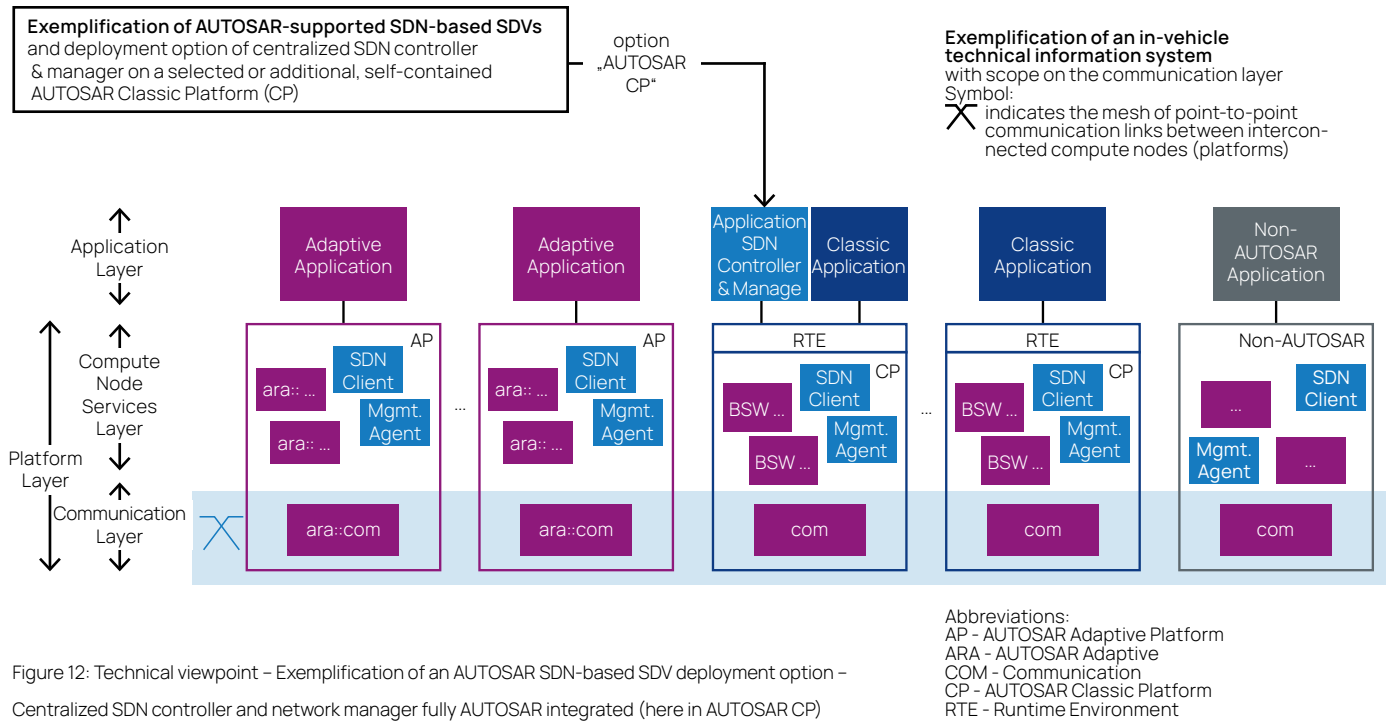 Exemplification of AUTOSAR-supported SDN-based SDVs
and deployment option of centralized SDN controller
& manager on a selected or additional, self-contained
AUTOSAR Classic Platform (CP)
option
„AUTOSAR
CP“
Exemplification of an in-vehicle
technical information system
with scope on the communication layer
Symbol:
indicates the mesh of point-to-point
communication links between intercon-
nected compute nodes (platforms)
Application
Layer
Adaptive
Application
Adaptive
Application
Application
SDN
Controller
& Manage
Classic
Application
Classic
Application
Non-
AUTOSAR
Application
Platform
Layer
Compute
Node
Services
Layer
Communication
Layer
AP
SDN
Client
ara:: ...
Mgmt.
Agent
ara:: ...
ara::com
...
AP
SDN
Client
ara:: ...
Mgmt.
Agent
ara:: ...
ara::com
RTE
CP
SDN
Client
BSW ...
Mgmt.
Agent
BSW ...
com
...
RTE
CP
SDN
Client
BSW ...
Mgmt.
Agent
BSW ...
com
Non-AUTOSAR
SDN
Client
...
Mgmt.
Agent
...
com
Abbreviations:
AP - AUTOSAR Adaptive Platform
ARA - AUTOSAR Adaptive
COM - Communication
CP - AUTOSAR Classic Platform
RTE - Runtime Environment
Figure 12: Technical viewpoint – Exemplification of an AUTOSAR SDN-based SDV deployment option –
Centralized SDN controller and network manager fully AUTOSAR integrated (here in AUTOSAR CP)